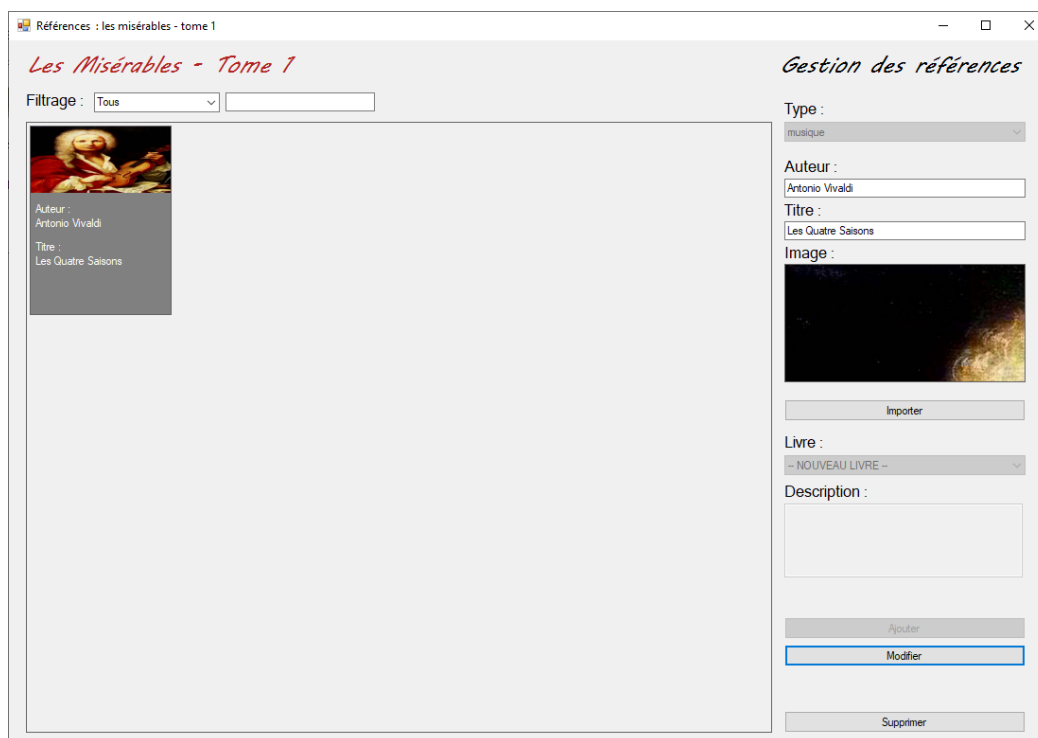 Références : les misérables - tome 1
Les Misérables - Tome 1
Gestion des références
Filtrage :
Tous
Auteur :
Antonio Vivaldi
Titre :
Les Quatre Saisons
Type :
musique
Auteur :
Antonio Vivaldi
Titre :
Les Quatre Saisons
Image :
Importer
Livre :
-- NOUVEAU LIVRE --
Description :
Ajouter
Modifier
Supprimer